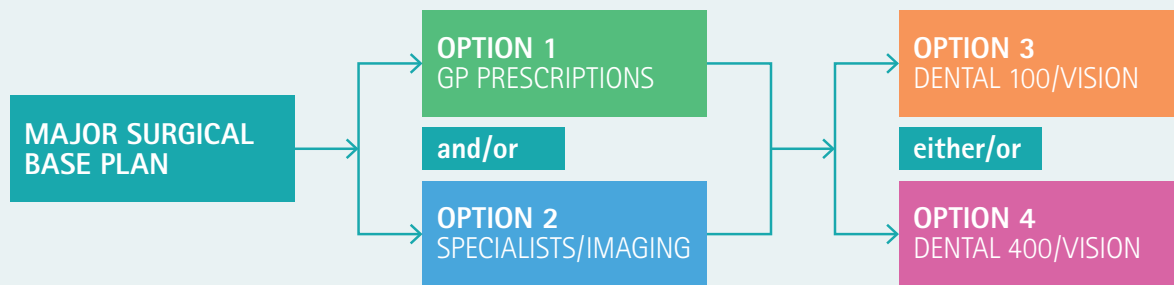 MAJOR SURGICAL
BASE PLAN
OPTION 1
GP PRESCRIPTIONS
and/or
OPTION 2
SPECIALISTS/IMAGING
OPTION 3
DENTAL 100/VISION
either/or
OPTION 4
DENTAL 400/VISION